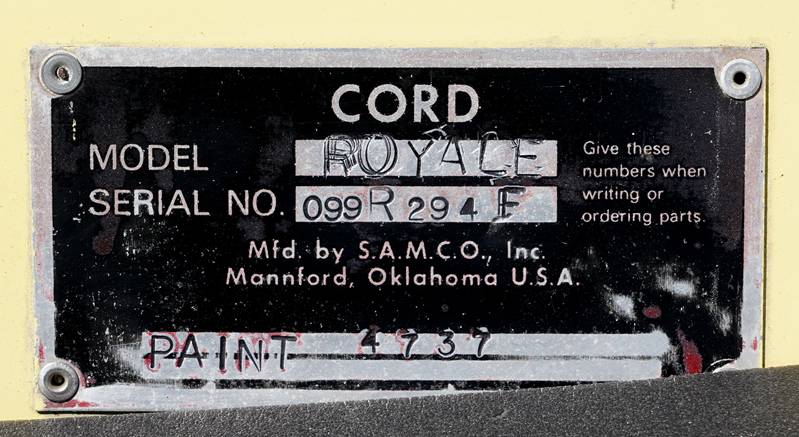 CORD
MODEL ROYALE
SERIAL NO. 099R294F
Give these
numbers when
writing or
ordering parts.
Mfd. by S.A.M.C.O., Inc.
Mannford, Oklahoma U.S.A.
PAINT 4737